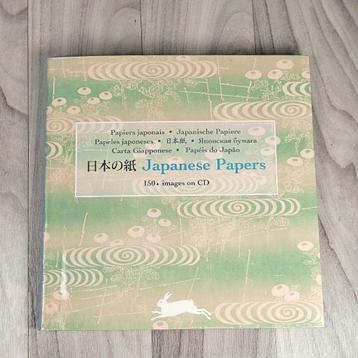 Papiers japonais • Japanische Papiere
Papeles japoneses • 日本紙 • Японская бумага
Carta Giapponese • Papéis do Japão
日本の紙 Japanese Papers
150+ images on CD